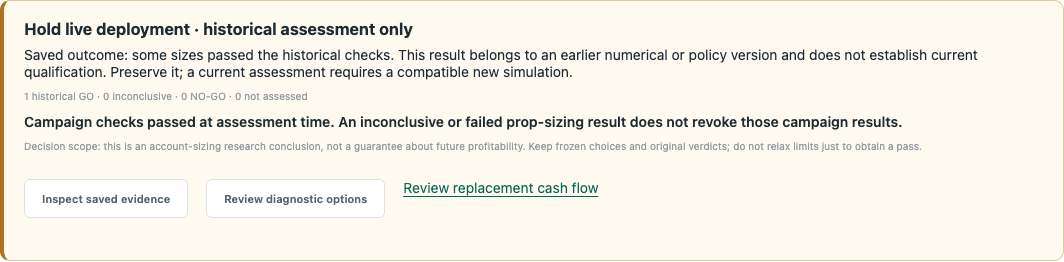 Hold live deployment · historical assessment only
Saved outcome: some sizes passed the historical checks. This result belongs to an earlier numerical or policy version and does not establish current
qualification. Preserve it; a current assessment requires a compatible new simulation.
1 historical GO · 0 inconclusive · 0 NO-GO · 0 not assessed
Campaign checks passed at assessment time. An inconclusive or failed prop-sizing result does not revoke those campaign results.
Decision scope: this is an account-sizing research conclusion, not a guarantee about future profitability. Keep frozen choices and original verdicts; do not relax limits just to obtain a pass.
Inspect saved evidence
Review diagnostic options
Review replacement cash flow